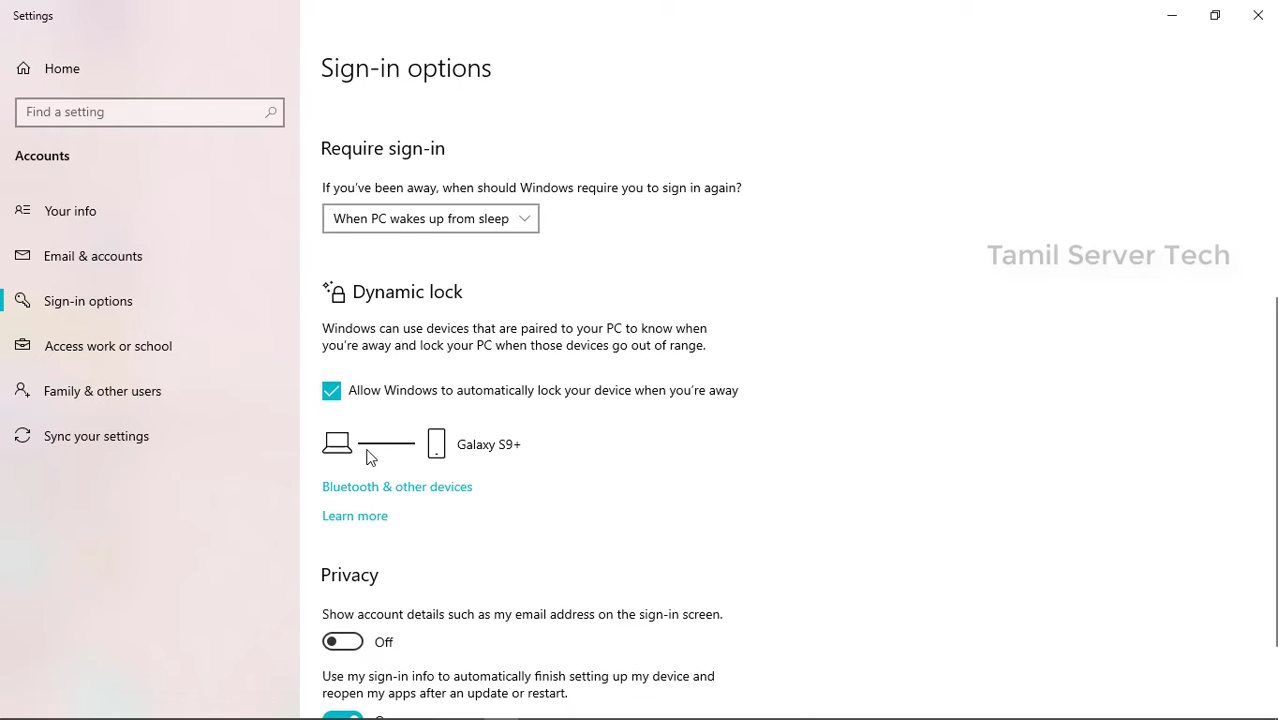 Settings
Home
Find a setting
Accounts
Your info
Email & accounts
Sign-in options
Access work or school
Family & other users
Sync your settings
Sign-in options
Require sign-in
If you've been away, when should Windows require you to sign in again?
When PC wakes up from sleep
Tamil Server Tech
Dynamic lock
Windows can use devices that are paired to your PC to know when
you're away and lock your PC when those devices go out of range.
Allow Windows to automatically lock your device when you're away
Galaxy S9+
Bluetooth & other devices
Learn more
Privacy
Show account details such as my email address on the sign-in screen.
Off
Use my sign-in info to automatically finish setting up my device and
reopen my apps after an update or restart.